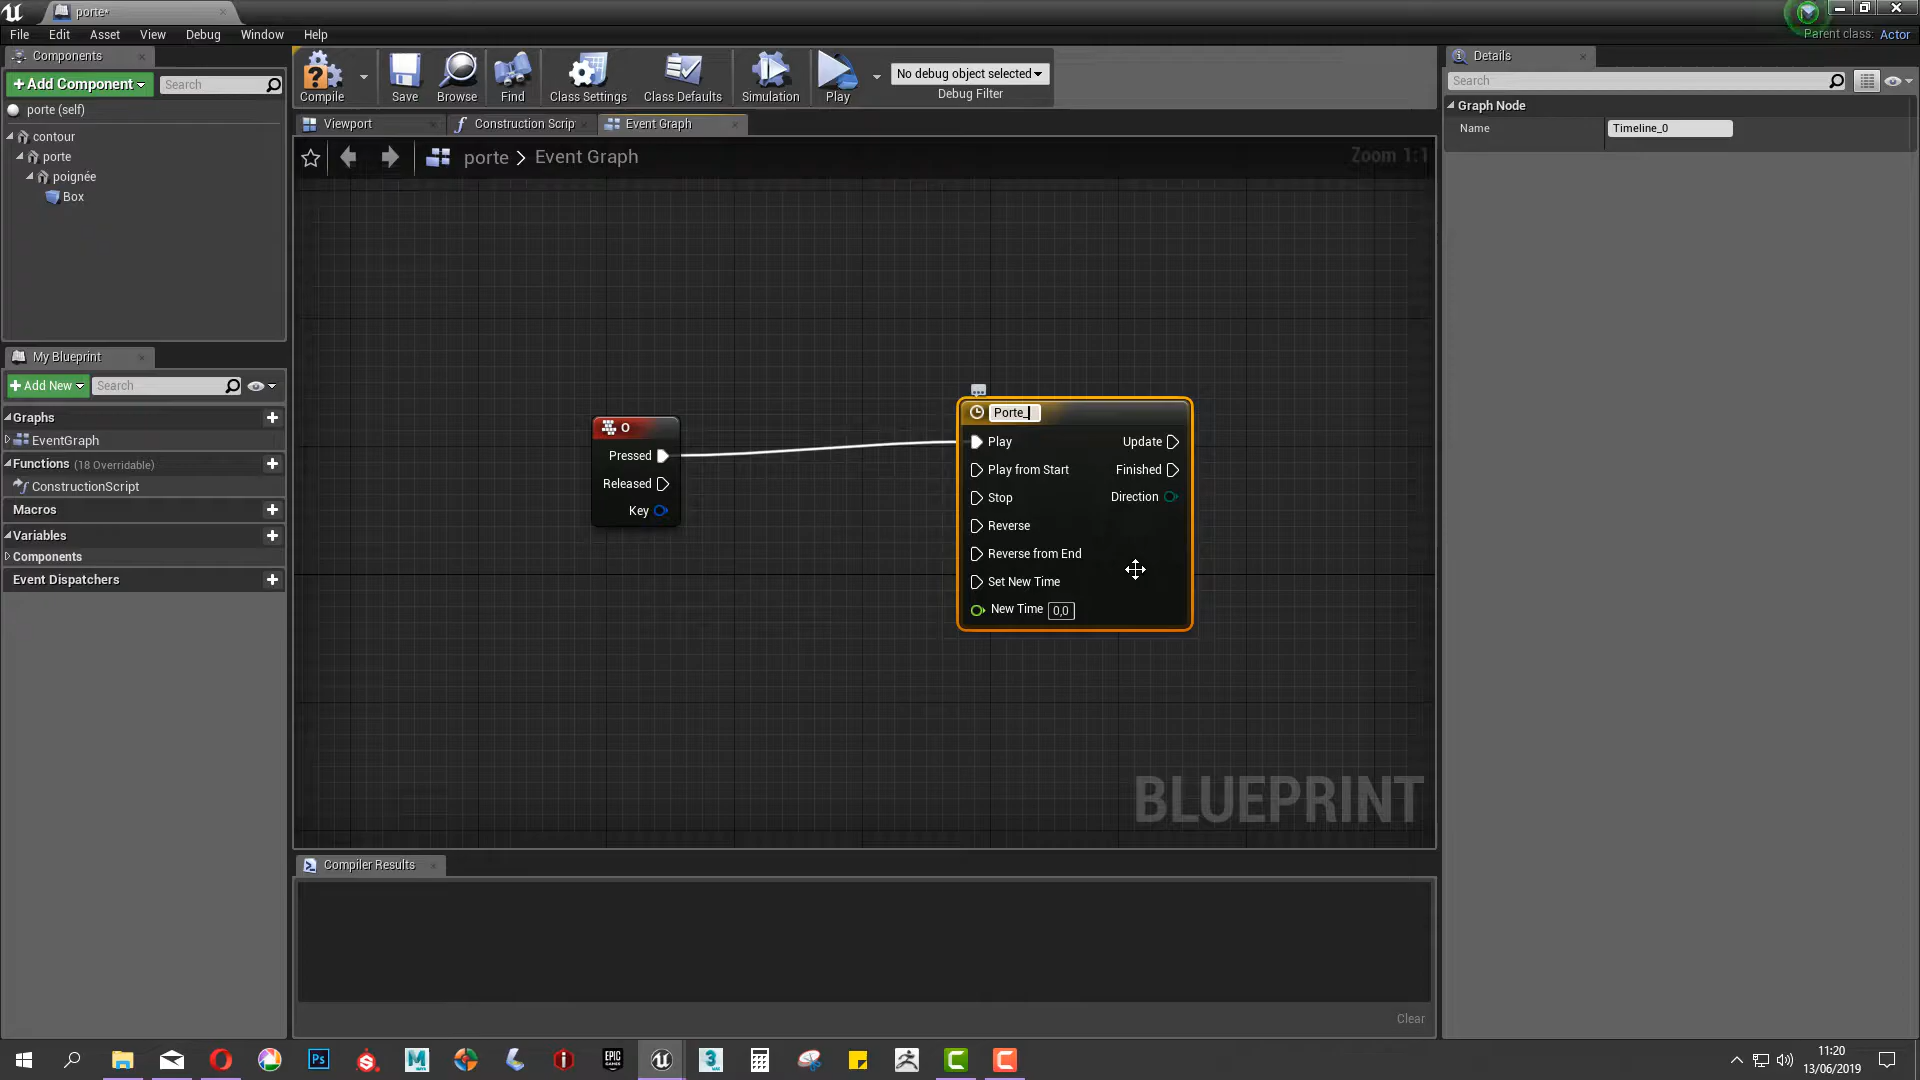 porte*
File Edit Asset View Debug Window Help
Parent class: Actor
Components
+ Add Component
Search
porte (self)
contour
porte
poignée
Box
Compile
Save
Browse
Find
Class Settings
Class Defaults
Simulation
Play
No debug object selected
Debug Filter
Viewport
Construction Scrip
Event Graph
porte > Event Graph
Zoom 1:1
Details
Search
Graph Node
Name Timeline_0
My Blueprint
+ Add New
Search
Graphs
EventGraph
Functions (18 Overridable)
ConstructionScript
Macros
Variables
Components
Event Dispatchers
O
Pressed
Released
Key
Porte_
Play Update
Play from Start Finished
Stop Direction
Reverse
Reverse from End
Set New Time
New Time 0,0
BLUEPRINT
Compiler Results
Clear
Ps
EPIC
GAMES
3
11:20
13/06/2019